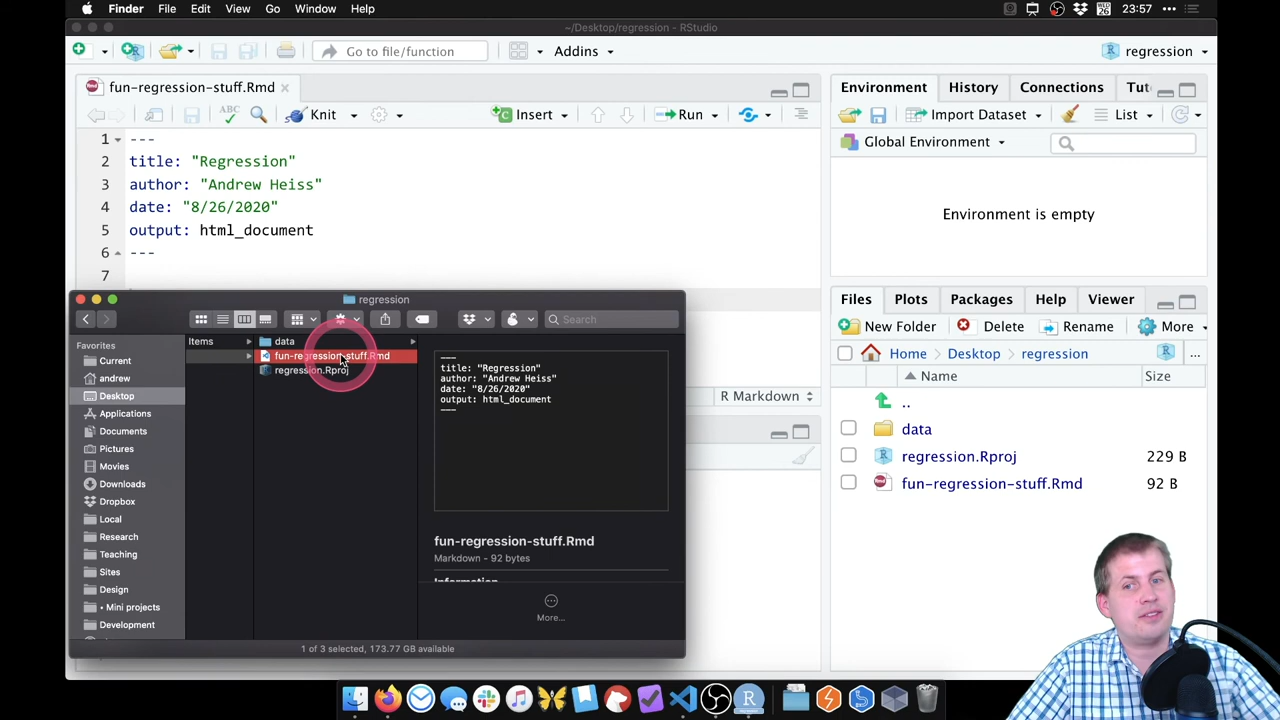 Finder File Edit View Go Window Help 23:57
~/Desktop/regression - RStudio
Go to file/function Addins regression
fun-regression-stuff.Rmd
ABC Knit Insert Run
1 ---
2 title: "Regression"
3 author: "Andrew Heiss"
4 date: "8/26/2020"
5 output: html_document
6 ---
7
R Markdown
Environment History Connections Tut
Import Dataset List
Global Environment
Environment is empty
Files Plots Packages Help Viewer
New Folder Delete Rename More
Home Desktop regression ...
Name Size
..
data
regression.Rproj 229 B
fun-regression-stuff.Rmd 92 B
regression
Search
Favorites
Current
andrew
Desktop
Applications
Documents
Pictures
Movies
Downloads
Dropbox
Local
Research
Teaching
Sites
Design
• Mini projects
Development
Items
data
fun-regression-stuff.Rmd
regression.Rproj
---
title: "Regression"
author: "Andrew Heiss"
date: "8/26/2020"
output: html_document
---
fun-regression-stuff.Rmd
Markdown - 92 bytes
Information
More...
1 of 3 selected, 173.77 GB available